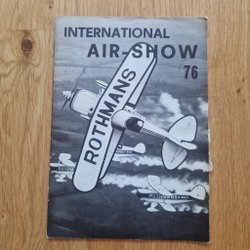 INTERNATIONAL
AIR-SHOW
76
ROTHMANS